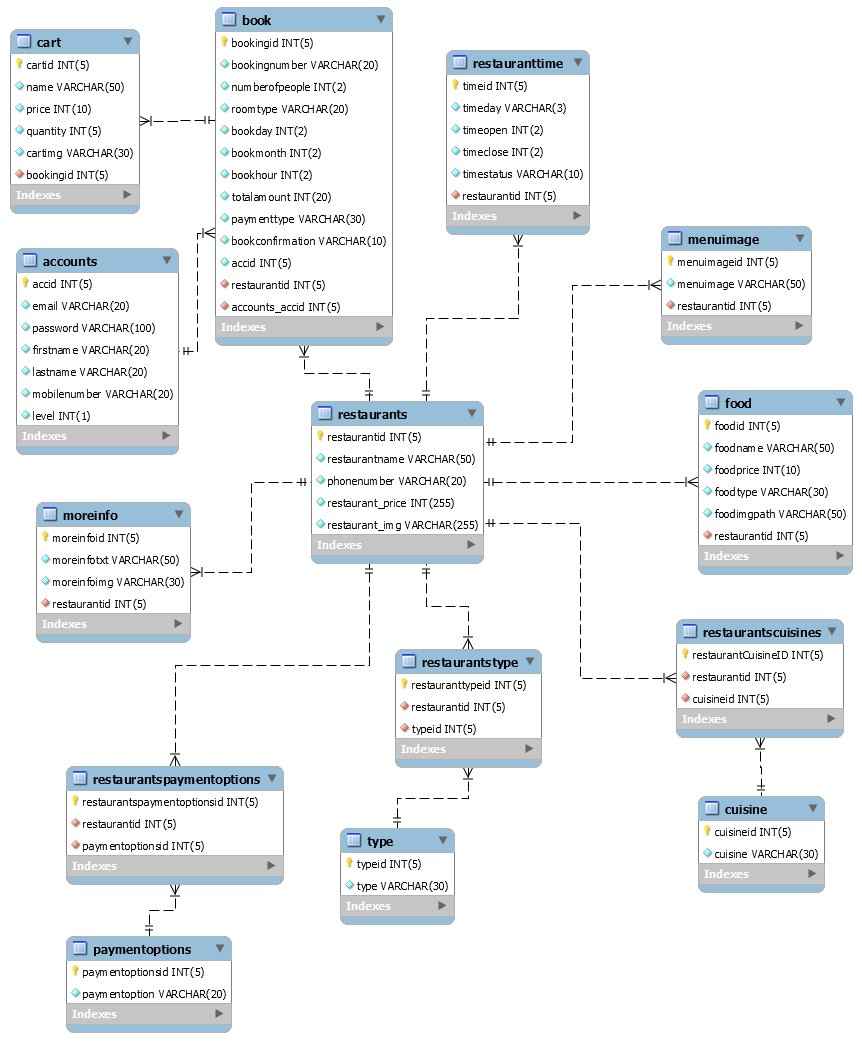 cart
cartid INT(5)
name VARCHAR(50)
price INT(10)
quantity INT(5)
cartimg VARCHAR(30)
bookingid INT(5)
Indexes
book
bookingid INT(5)
bookingnumber VARCHAR(20)
numberofpeople INT(2)
roomtype VARCHAR(20)
bookday INT(2)
bookmonth INT(2)
bookhour INT(2)
totalamount INT(20)
paymenttype VARCHAR(30)
bookconfirmation VARCHAR(10)
accid INT(5)
restaurantid INT(5)
accounts_accid INT(5)
Indexes
restauranttime
timeid INT(5)
timeday VARCHAR(3)
timeopen INT(2)
timeclose INT(2)
timestatus VARCHAR(10)
restaurantid INT(5)
Indexes
menuimage
menuimageid INT(5)
menuimage VARCHAR(50)
restaurantid INT(5)
Indexes
accounts
accid INT(5)
email VARCHAR(20)
password VARCHAR(100)
firstname VARCHAR(20)
lastname VARCHAR(20)
mobilenumber VARCHAR(20)
level INT(1)
Indexes
restaurants
restaurantid INT(5)
restaurantname VARCHAR(50)
phonenumber VARCHAR(20)
restaurant_price INT(255)
restaurant_img VARCHAR(255)
Indexes
food
foodid INT(5)
foodname VARCHAR(50)
foodprice INT(10)
foodtype VARCHAR(30)
foodimgpath VARCHAR(50)
restaurantid INT(5)
Indexes
moreinfo
moreinfoid INT(5)
moreinfotxt VARCHAR(50)
moreinfoimg VARCHAR(30)
restaurantid INT(5)
Indexes
restaurantstype
restauranttypeid INT(5)
restaurantid INT(5)
typeid INT(5)
Indexes
restaurantscuisines
restaurantCuisineID INT(5)
restaurantid INT(5)
cuisineid INT(5)
Indexes
restaurantspaymentoptions
restaurantspaymentoptionsid INT(5)
restaurantid INT(5)
paymentoptionsid INT(5)
Indexes
type
typeid INT(5)
type VARCHAR(30)
Indexes
cuisine
cuisineid INT(5)
cuisine VARCHAR(30)
Indexes
paymentoptions
paymentoptionsid INT(5)
paymentoption VARCHAR(20)
Indexes